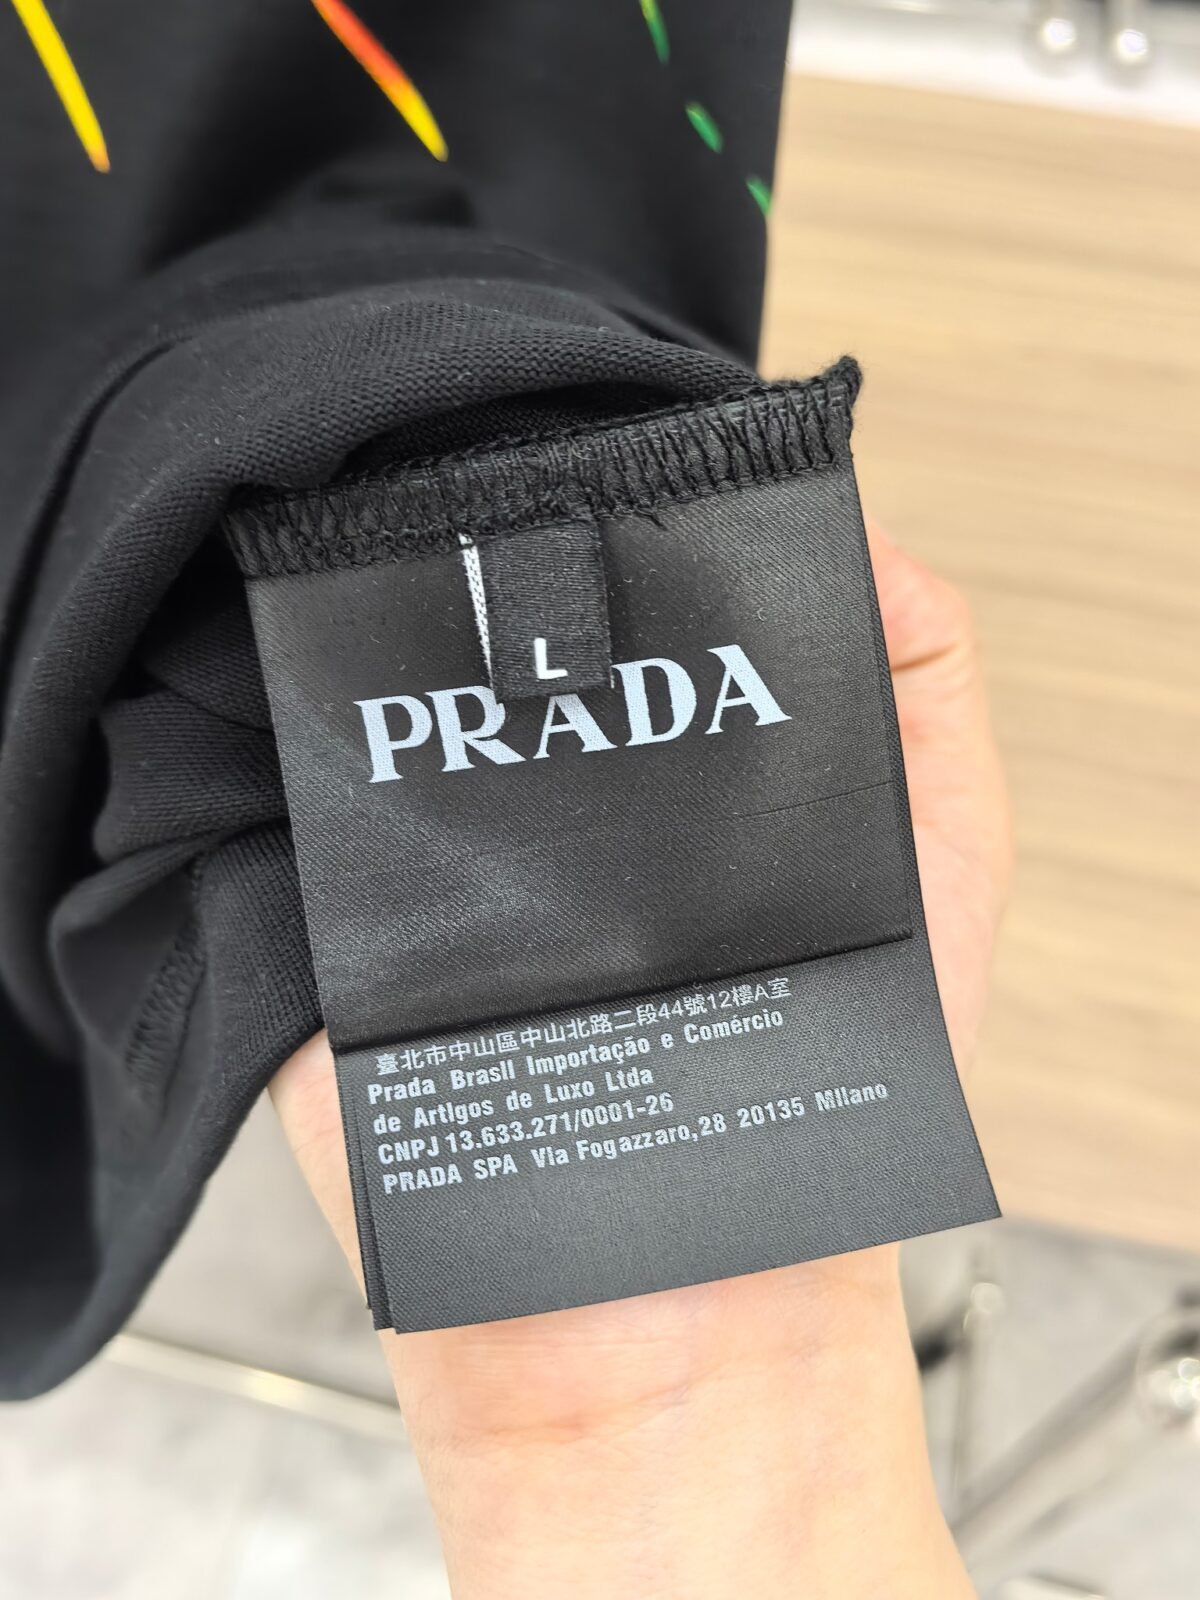 L
PRADA
臺北市中山區中山北路二段44號12樓A室
Prada Brasil Importação e Comércio
de Artigos de Luxo Ltda
CNPJ 13.633.271/0001-26
PRADA SPA Via Fogazzaro,28 20135 Milano